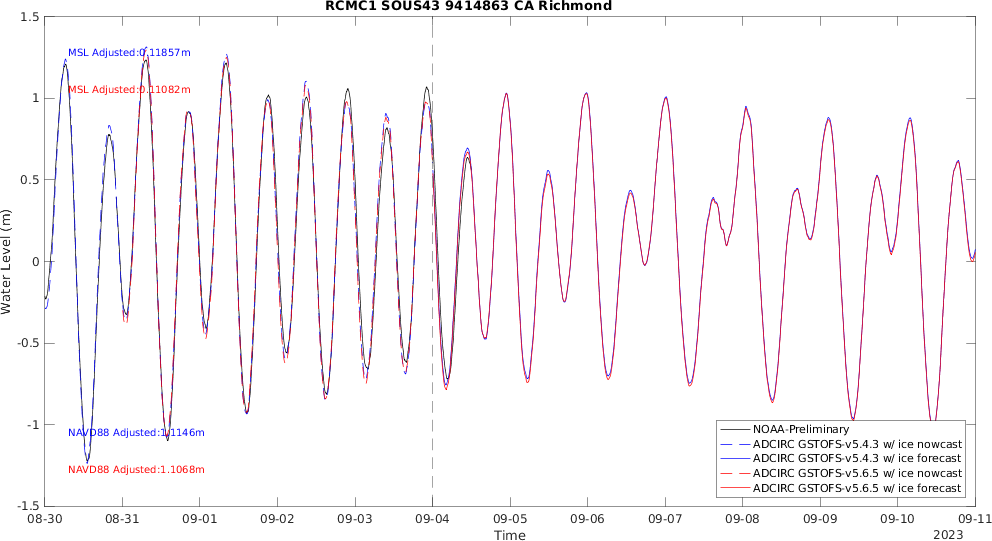 RCMC1 SOUS43 9414863 CA Richmond
1.5
1
0.5
0
-0.5
-1
-1.5
Water Level (m)
MSL Adjusted:0.11857m
MSL Adjusted:0.11082m
NAVD88 Adjusted:1.1146m
NAVD88 Adjusted:1.1068m
NOAA-Preliminary
ADCIRC GSTOFS-v5.4.3 w/ ice nowcast
ADCIRC GSTOFS-v5.4.3 w/ ice forecast
ADCIRC GSTOFS-v5.6.5 w/ ice nowcast
ADCIRC GSTOFS-v5.6.5 w/ ice forecast
08-30 08-31 09-01 09-02 09-03 09-04 09-05 09-06 09-07 09-08 09-09 09-10 09-11
Time
2023